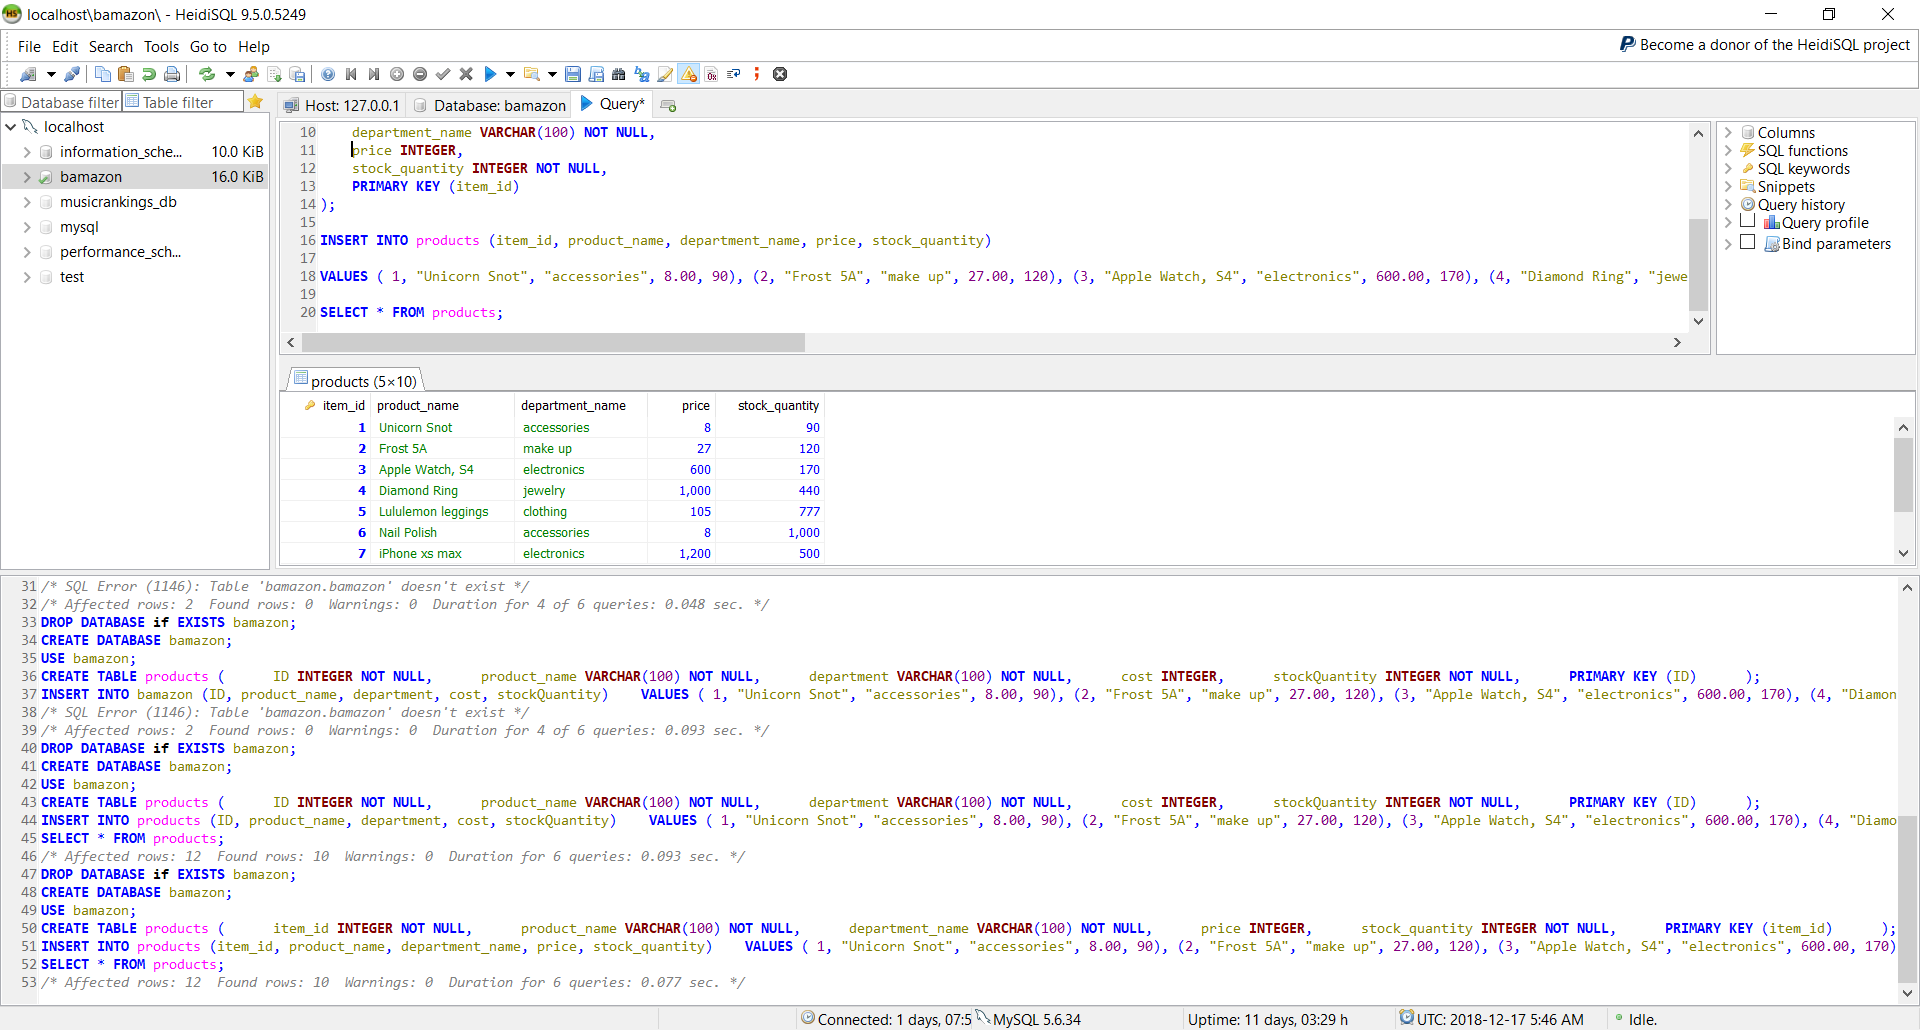 localhost\bamazon\ - HeidiSQL 9.5.0.5249
File Edit Search Tools Go to Help
Become a donor of the HeidiSQL project
Database filter Table filter
Host: 127.0.0.1 Database: bamazon Query*
localhost
information_sche... 10.0 KiB
bamazon 16.0 KiB
musicrankings_db
mysql
performance_sch...
test
10 department_name VARCHAR(100) NOT NULL,
11 price INTEGER,
12 stock_quantity INTEGER NOT NULL,
13 PRIMARY KEY (item_id)
14 );
15
16 INSERT INTO products (item_id, product_name, department_name, price, stock_quantity)
17
18 VALUES ( 1, "Unicorn Snot", "accessories", 8.00, 90), (2, "Frost 5A", "make up", 27.00, 120), (3, "Apple Watch, S4", "electronics", 600.00, 170), (4, "Diamond Ring", "jewe
19
20 SELECT * FROM products;
Columns
SQL functions
SQL keywords
Snippets
Query history
Query profile
Bind parameters
products (5×10)
item_id product_name department_name price stock_quantity
1 Unicorn Snot accessories 8 90
2 Frost 5A make up 27 120
3 Apple Watch, S4 electronics 600 170
4 Diamond Ring jewelry 1,000 440
5 Lululemon leggings clothing 105 777
6 Nail Polish accessories 8 1,000
7 iPhone xs max electronics 1,200 500
31 /* SQL Error (1146): Table 'bamazon.bamazon' doesn't exist */
32 /* Affected rows: 2 Found rows: 0 Warnings: 0 Duration for 4 of 6 queries: 0.048 sec. */
33 DROP DATABASE if EXISTS bamazon;
34 CREATE DATABASE bamazon;
35 USE bamazon;
36 CREATE TABLE products ( ID INTEGER NOT NULL, product_name VARCHAR(100) NOT NULL, department VARCHAR(100) NOT NULL, cost INTEGER, stockQuantity INTEGER NOT NULL, PRIMARY KEY (ID) );
37 INSERT INTO bamazon (ID, product_name, department, cost, stockQuantity) VALUES ( 1, "Unicorn Snot", "accessories", 8.00, 90), (2, "Frost 5A", "make up", 27.00, 120), (3, "Apple Watch, S4", "electronics", 600.00, 170), (4, "Diamon
38 /* SQL Error (1146): Table 'bamazon.bamazon' doesn't exist */
39 /* Affected rows: 2 Found rows: 0 Warnings: 0 Duration for 4 of 6 queries: 0.093 sec. */
40 DROP DATABASE if EXISTS bamazon;
41 CREATE DATABASE bamazon;
42 USE bamazon;
43 CREATE TABLE products ( ID INTEGER NOT NULL, product_name VARCHAR(100) NOT NULL, department VARCHAR(100) NOT NULL, cost INTEGER, stockQuantity INTEGER NOT NULL, PRIMARY KEY (ID) );
44 INSERT INTO products (ID, product_name, department, cost, stockQuantity) VALUES ( 1, "Unicorn Snot", "accessories", 8.00, 90), (2, "Frost 5A", "make up", 27.00, 120), (3, "Apple Watch, S4", "electronics", 600.00, 170), (4, "Diamo
45 SELECT * FROM products;
46 /* Affected rows: 12 Found rows: 10 Warnings: 0 Duration for 6 queries: 0.093 sec. */
47 DROP DATABASE if EXISTS bamazon;
48 CREATE DATABASE bamazon;
49 USE bamazon;
50 CREATE TABLE products ( item_id INTEGER NOT NULL, product_name VARCHAR(100) NOT NULL, department_name VARCHAR(100) NOT NULL, price INTEGER, stock_quantity INTEGER NOT NULL, PRIMARY KEY (item_id) );
51 INSERT INTO products (item_id, product_name, department_name, price, stock_quantity) VALUES ( 1, "Unicorn Snot", "accessories", 8.00, 90), (2, "Frost 5A", "make up", 27.00, 120), (3, "Apple Watch, S4", "electronics", 600.00, 170)
52 SELECT * FROM products;
53 /* Affected rows: 12 Found rows: 10 Warnings: 0 Duration for 6 queries: 0.077 sec. */
Connected: 1 days, 07:5 MySQL 5.6.34 Uptime: 11 days, 03:29 h UTC: 2018-12-17 5:46 AM Idle.